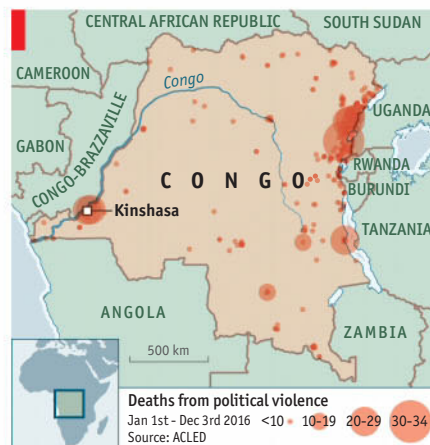 CENTRAL AFRICAN REPUBLIC
SOUTH SUDAN
CAMEROON
Congo
UGANDA
GABON
CONGO-BRAZZAVILLE
RWANDA
CONGO
BURUNDI
Kinshasa
TANZANIA
ANGOLA
ZAMBIA
500 km
Deaths from political violence
Jan 1st - Dec 3rd 2016 <10 10-19 20-29 30-34
Source: ACLED